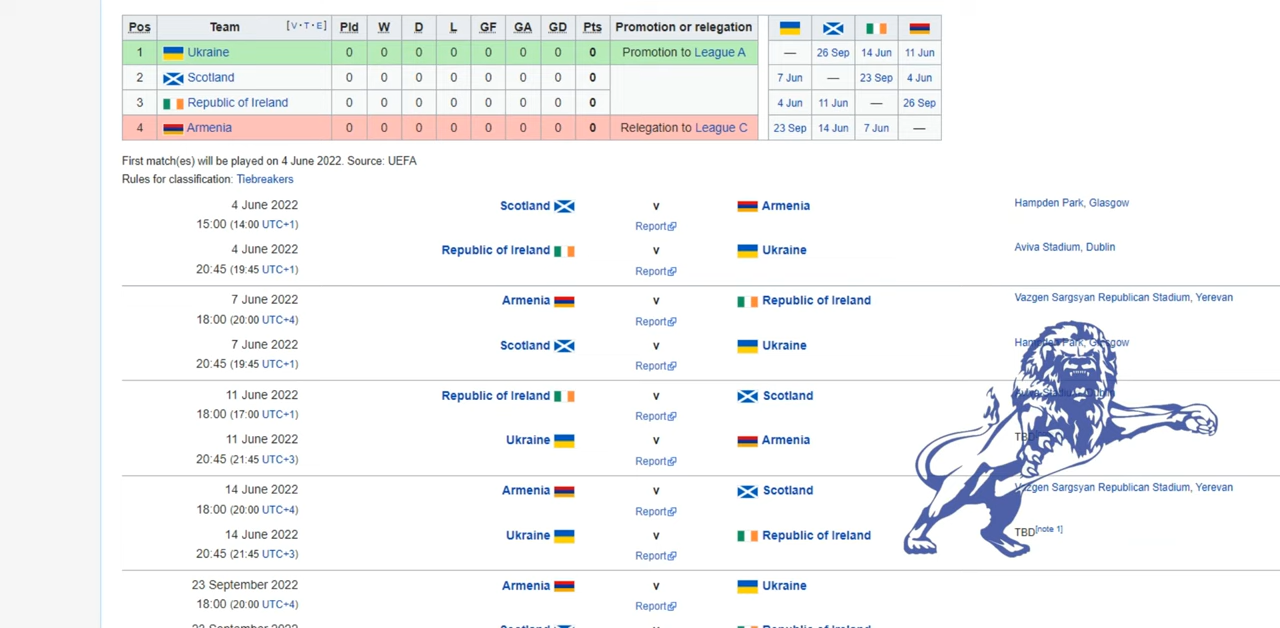 Pos Team [V·T·E] Pld W D L GF GA GD Pts Promotion or relegation
1 Ukraine 0 0 0 0 0 0 0 0 Promotion to League A — 26 Sep 14 Jun 11 Jun
2 Scotland 0 0 0 0 0 0 0 0 7 Jun — 23 Sep 4 Jun
3 Republic of Ireland 0 0 0 0 0 0 0 0 4 Jun 11 Jun — 26 Sep
4 Armenia 0 0 0 0 0 0 0 0 Relegation to League C 23 Sep 14 Jun 7 Jun —
First match(es) will be played on 4 June 2022. Source: UEFA
Rules for classification: Tiebreakers
4 June 2022 Scotland v Armenia Hampden Park, Glasgow
15:00 (14:00 UTC+1) Report
4 June 2022 Republic of Ireland v Ukraine Aviva Stadium, Dublin
20:45 (19:45 UTC+1) Report
7 June 2022 Armenia v Republic of Ireland Vazgen Sargsyan Republican Stadium, Yerevan
18:00 (20:00 UTC+4) Report
7 June 2022 Scotland v Ukraine Hampden Park, Glasgow
20:45 (19:45 UTC+1) Report
11 June 2022 Republic of Ireland v Scotland Aviva Stadium, Dublin
18:00 (17:00 UTC+1) Report
11 June 2022 Ukraine v Armenia TBD
20:45 (21:45 UTC+3) Report
14 June 2022 Armenia v Scotland Vazgen Sargsyan Republican Stadium, Yerevan
18:00 (20:00 UTC+4) Report
14 June 2022 Ukraine v Republic of Ireland TBD[note 1]
20:45 (21:45 UTC+3) Report
23 September 2022 Armenia v Ukraine
18:00 (20:00 UTC+4) Report